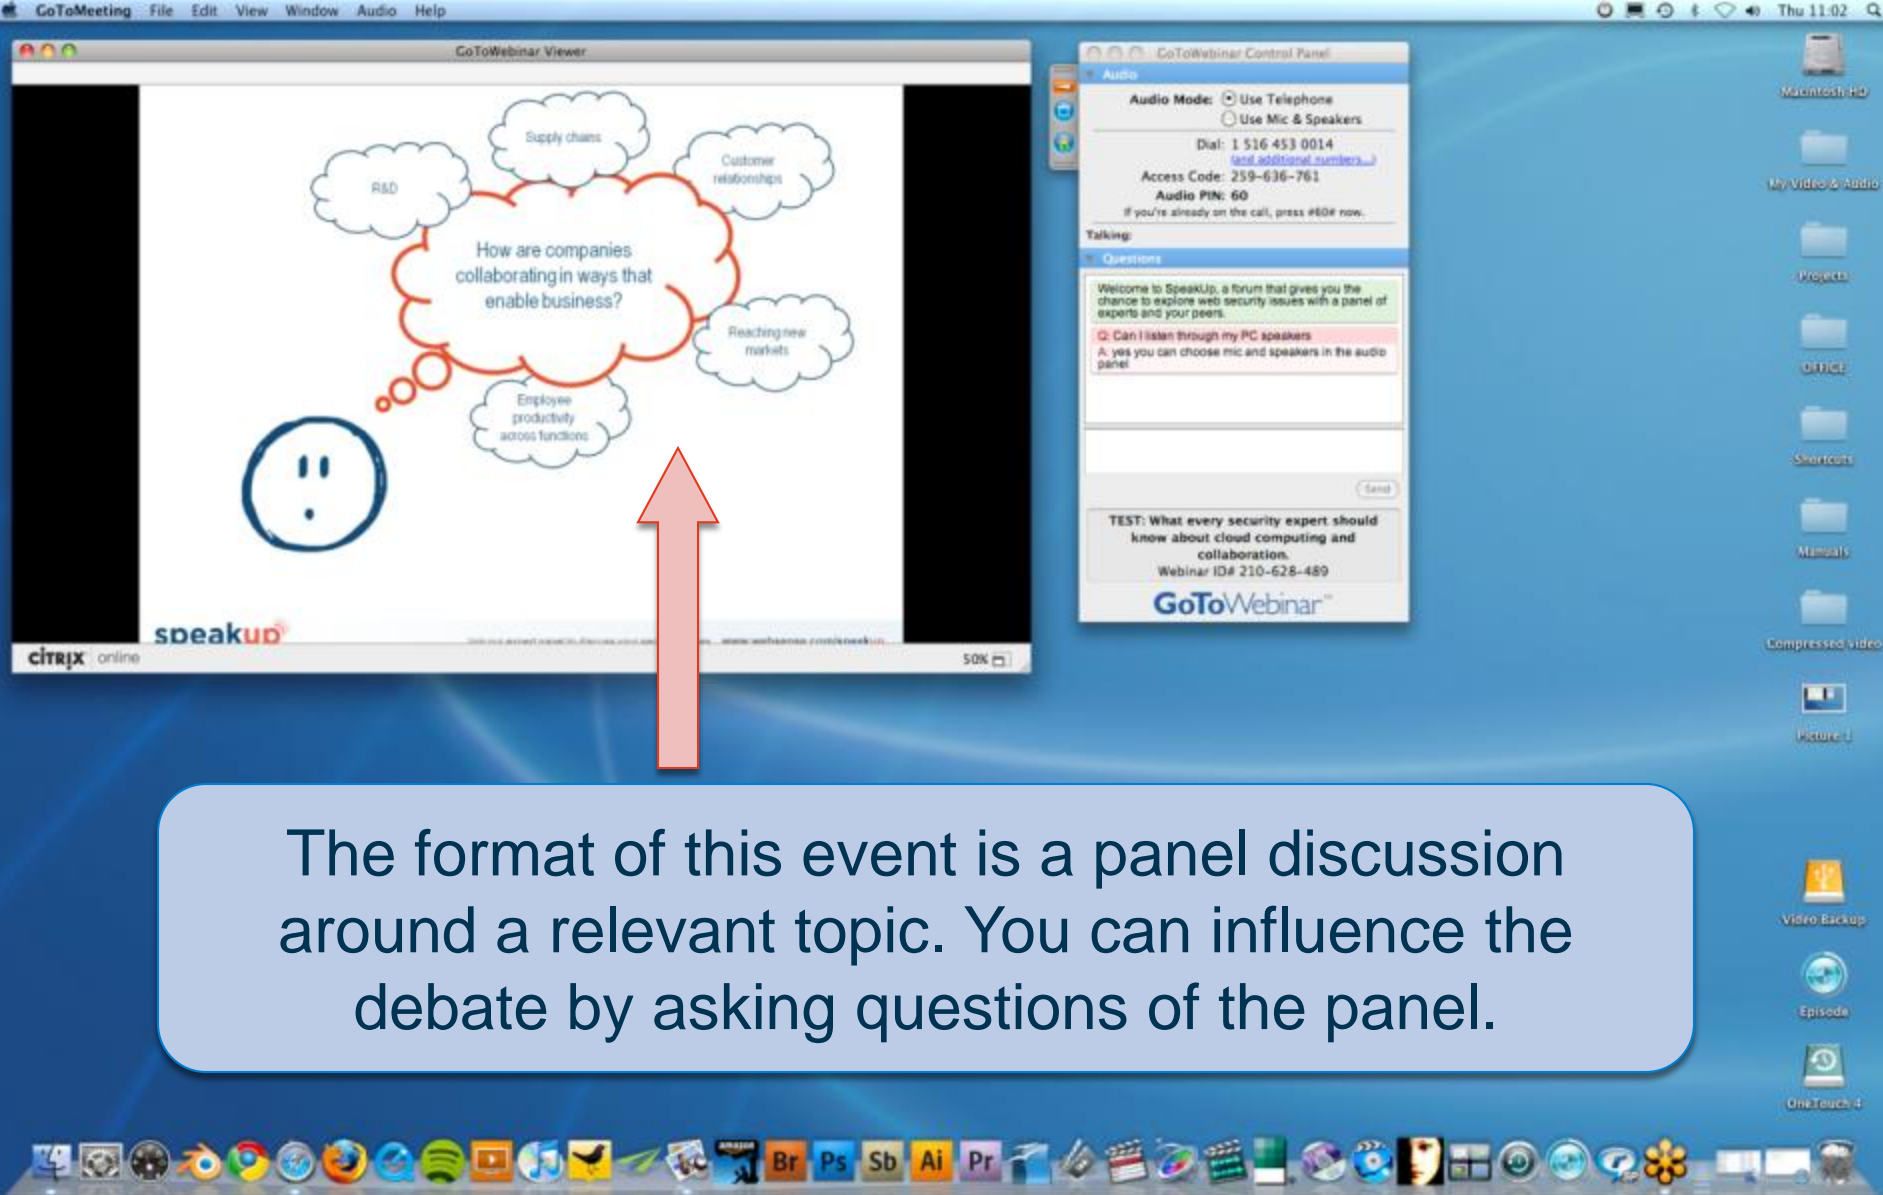 GoToMeeting File Edit View Window Audio Help
Thu 11:02
GoToWebinar Viewer
Supply chains
Customer
relationships
R&D
How are companies
collaborating in ways that
enable business?
Reaching new
markets
Employee
productivity
across functions
speakup
www.websense.com/speakup
CITRIX online
50%
GoToWebinar Control Panel
Audio
Audio Mode: Use Telephone
Use Mic & Speakers
Dial: 1 516 453 0014
(and additional numbers...)
Access Code: 259-636-761
Audio PIN: 60
If you're already on the call, press #60# now.
Talking:
Questions
Welcome to SpeakUp, a forum that gives you the
chance to explore web security issues with a panel of
experts and your peers.
Q: Can I listen through my PC speakers
A: yes you can choose mic and speakers in the audio
panel
Send
TEST: What every security expert should
know about cloud computing and
collaboration.
Webinar ID# 210-628-489
GoToWebinar™
Macintosh HD
My Video & Audio
Projects
OFFICE
Shortcuts
Manuals
Compressed video
Picture 1
Video Backup
Episode
OneTouch 4
The format of this event is a panel discussion
around a relevant topic. You can influence the
debate by asking questions of the panel.
amazon
Br Ps Sb Ai Pr